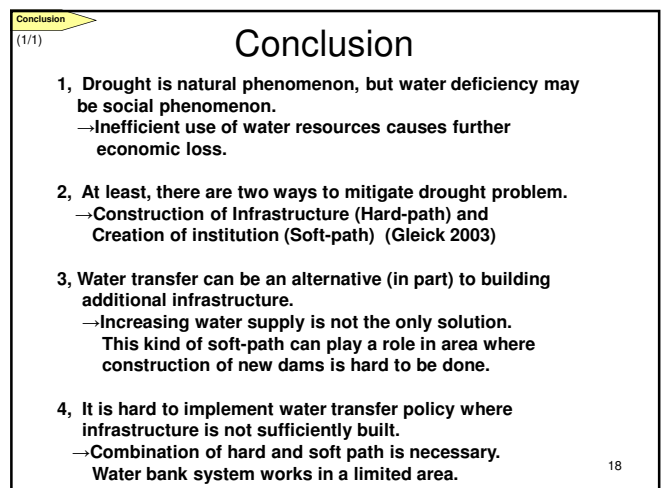 Conclusion
(1/1)
Conclusion
1, Drought is natural phenomenon, but water deficiency may
be social phenomenon.
→Inefficient use of water resources causes further
economic loss.
2, At least, there are two ways to mitigate drought problem.
→Construction of Infrastructure (Hard-path) and
Creation of institution (Soft-path) (Gleick 2003)
3, Water transfer can be an alternative (in part) to building
additional infrastructure.
→Increasing water supply is not the only solution.
This kind of soft-path can play a role in area where
construction of new dams is hard to be done.
4, It is hard to implement water transfer policy where
infrastructure is not sufficiently built.
→Combination of hard and soft path is necessary.
Water bank system works in a limited area.
18